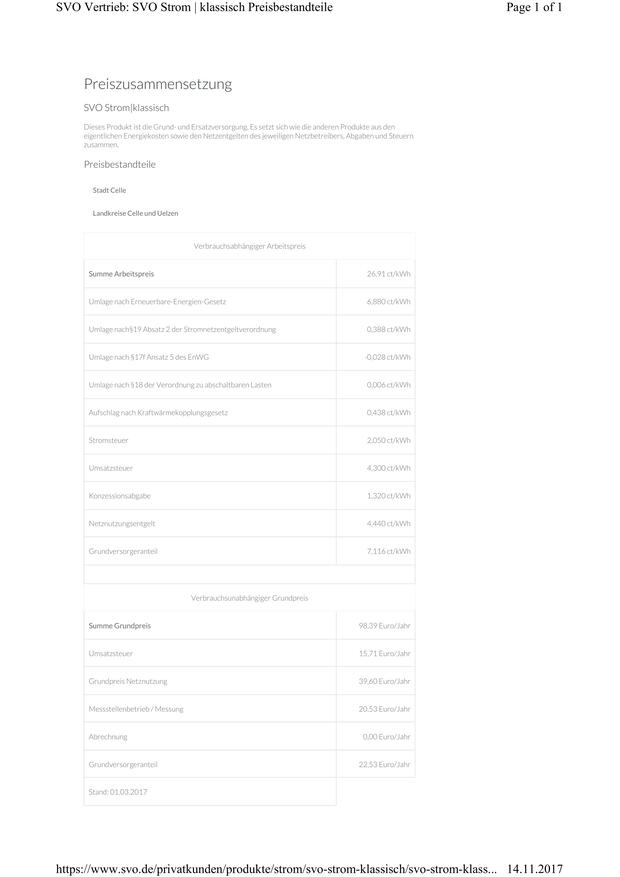 SVO Vertrieb: SVO Strom | klassisch Preisbestandteile Page 1 of 1
Preiszusammensetzung
SVO Strom|klassisch
Dieses Produkt ist die Grund- und Ersatzversorgung. Es setzt sich wie die anderen Produkte aus den
eigentlichen Energiekosten sowie den Netzentgelten des jeweiligen Netzbetreibers, Abgaben und Steuern
zusammen.
Preisbestandteile
Stadt Celle
Landkreise Celle und Uelzen
Verbrauchsabhängiger Arbeitspreis
Summe Arbeitspreis 26,91 ct/kWh
Umlage nach Erneuerbare-Energien-Gesetz 6,880 ct/kWh
Umlage nach§19 Absatz 2 der Stromnetzentgeltverordnung 0,388 ct/kWh
Umlage nach §17f Ansatz 5 des EnWG -0,028 ct/kWh
Umlage nach §18 der Verordnung zu abschaltbaren Lasten 0,006 ct/kWh
Aufschlag nach Kraftwärmekopplungsgesetz 0,438 ct/kWh
Stromsteuer 2,050 ct/kWh
Umsatzsteuer 4,300 ct/kWh
Konzessionsabgabe 1,320 ct/kWh
Netznutzungsentgelt 4,440 ct/kWh
Grundversorgeranteil 7,116 ct/kWh
Verbrauchsunabhängiger Grundpreis
Summe Grundpreis 98,39 Euro/Jahr
Umsatzsteuer 15,71 Euro/Jahr
Grundpreis Netznutzung 39,60 Euro/Jahr
Messstellenbetrieb / Messung 20,53 Euro/Jahr
Abrechnung 0,00 Euro/Jahr
Grundversorgeranteil 22,53 Euro/Jahr
Stand: 01.03.2017
https://www.svo.de/privatkunden/produkte/strom/svo-strom-klassisch/svo-strom-klass... 14.11.2017